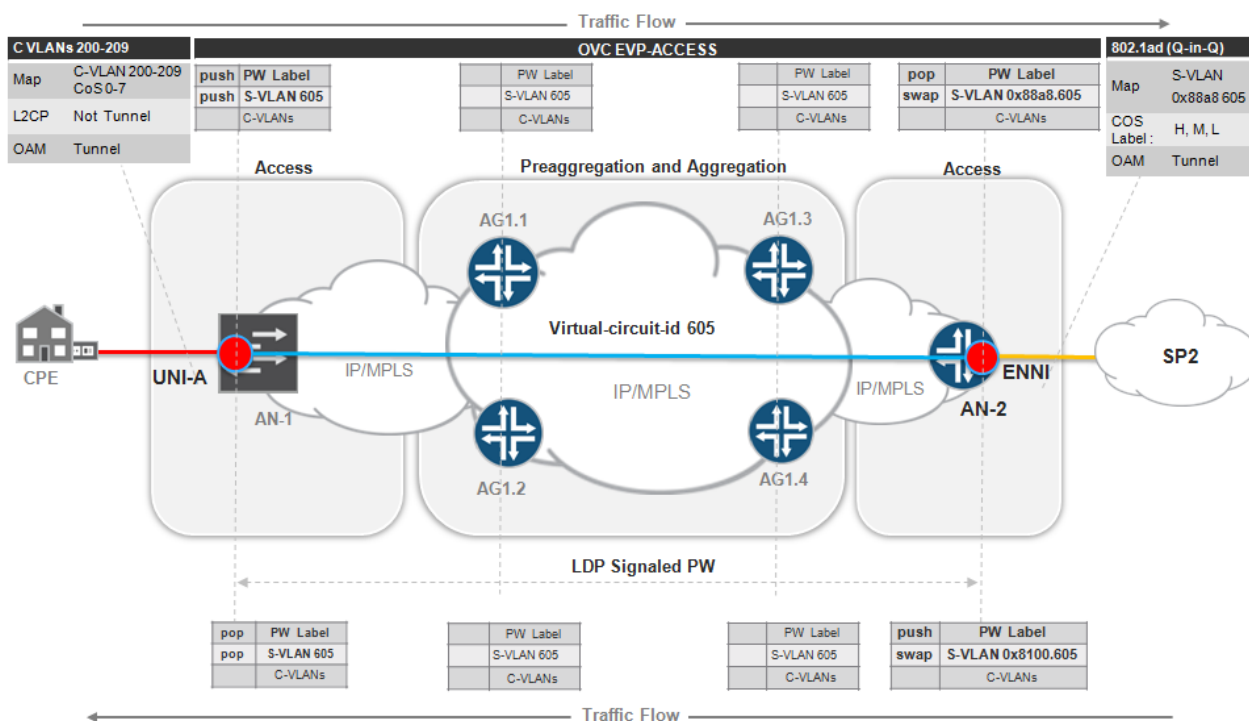 Traffic Flow
C VLANs 200-209
Map C-VLAN 200-209
CoS 0-7
L2CP Not Tunnel
OAM Tunnel
OVC EVP-ACCESS
push PW Label
push S-VLAN 605
C-VLANs
PW Label
S-VLAN 605
C-VLANs
PW Label
S-VLAN 605
C-VLANs
pop PW Label
swap S-VLAN 0x88a8.605
C-VLANs
802.1ad (Q-in-Q)
Map S-VLAN
0x88a8 605
COS
Label : H, M, L
OAM Tunnel
Access
Preaggregation and Aggregation
Access
AG1.1
AG1.3
Virtual-circuit-id 605
CPE
UNI-A
AN-1
IP/MPLS
IP/MPLS
IP/MPLS
ENNI
AN-2
SP2
AG1.2
AG1.4
LDP Signaled PW
pop PW Label
pop S-VLAN 605
C-VLANs
PW Label
S-VLAN 605
C-VLANs
PW Label
S-VLAN 605
C-VLANs
push PW Label
swap S-VLAN 0x8100.605
C-VLANs
Traffic Flow